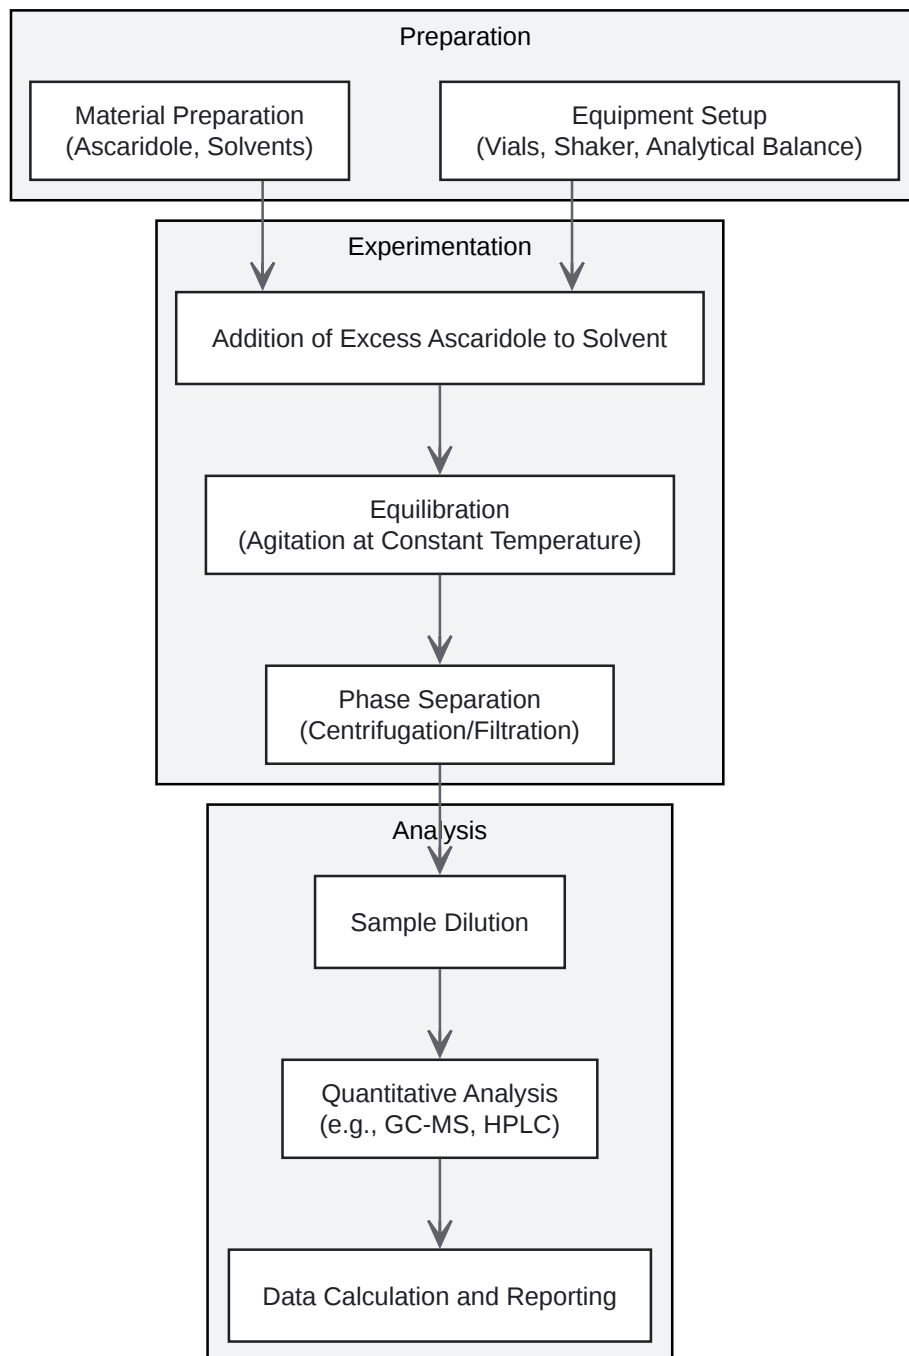 Preparation
Material Preparation
(Ascaridole, Solvents)
Equipment Setup
(Vials, Shaker, Analytical Balance)
Experimentation
Addition of Excess Ascaridole to Solvent
Equilibration
(Agitation at Constant Temperature)
Phase Separation
(Centrifugation/Filtration)
Analysis
Sample Dilution
Quantitative Analysis
(e.g., GC-MS, HPLC)
Data Calculation and Reporting